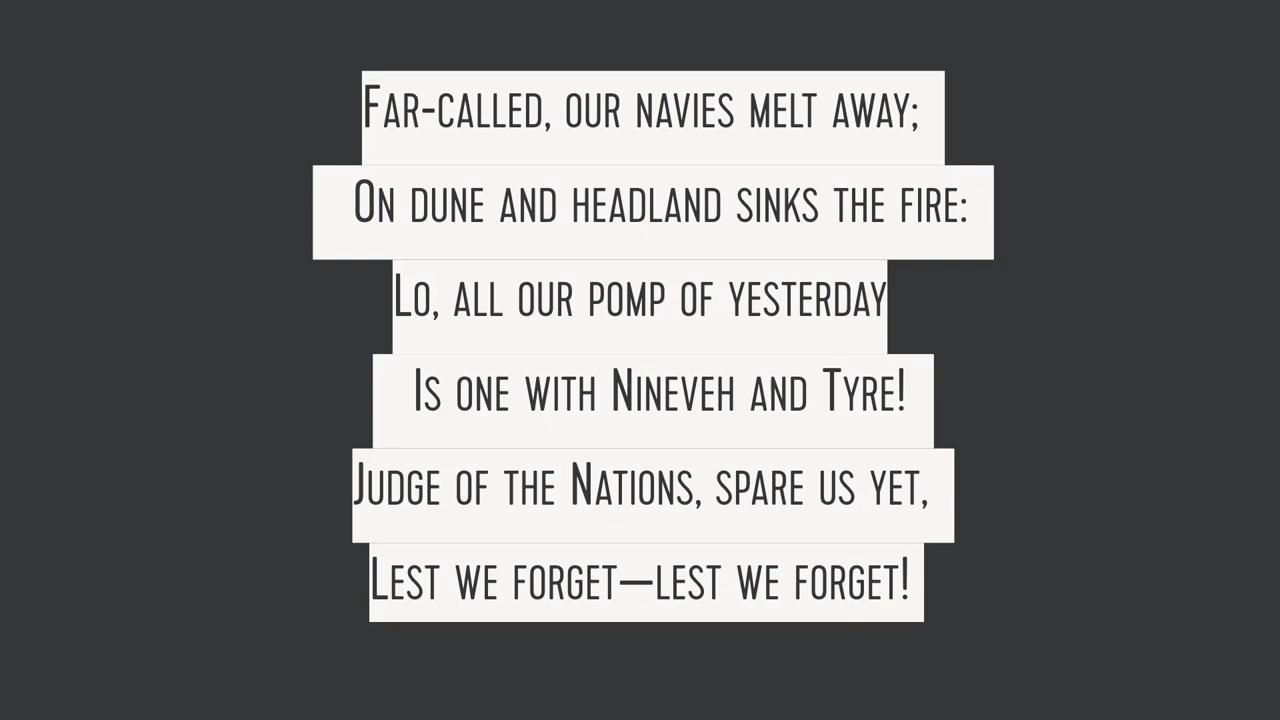 Far-called, our navies melt away;
On dune and headland sinks the fire:
Lo, all our pomp of yesterday
Is one with Nineveh and Tyre!
Judge of the Nations, spare us yet,
Lest we forget—lest we forget!